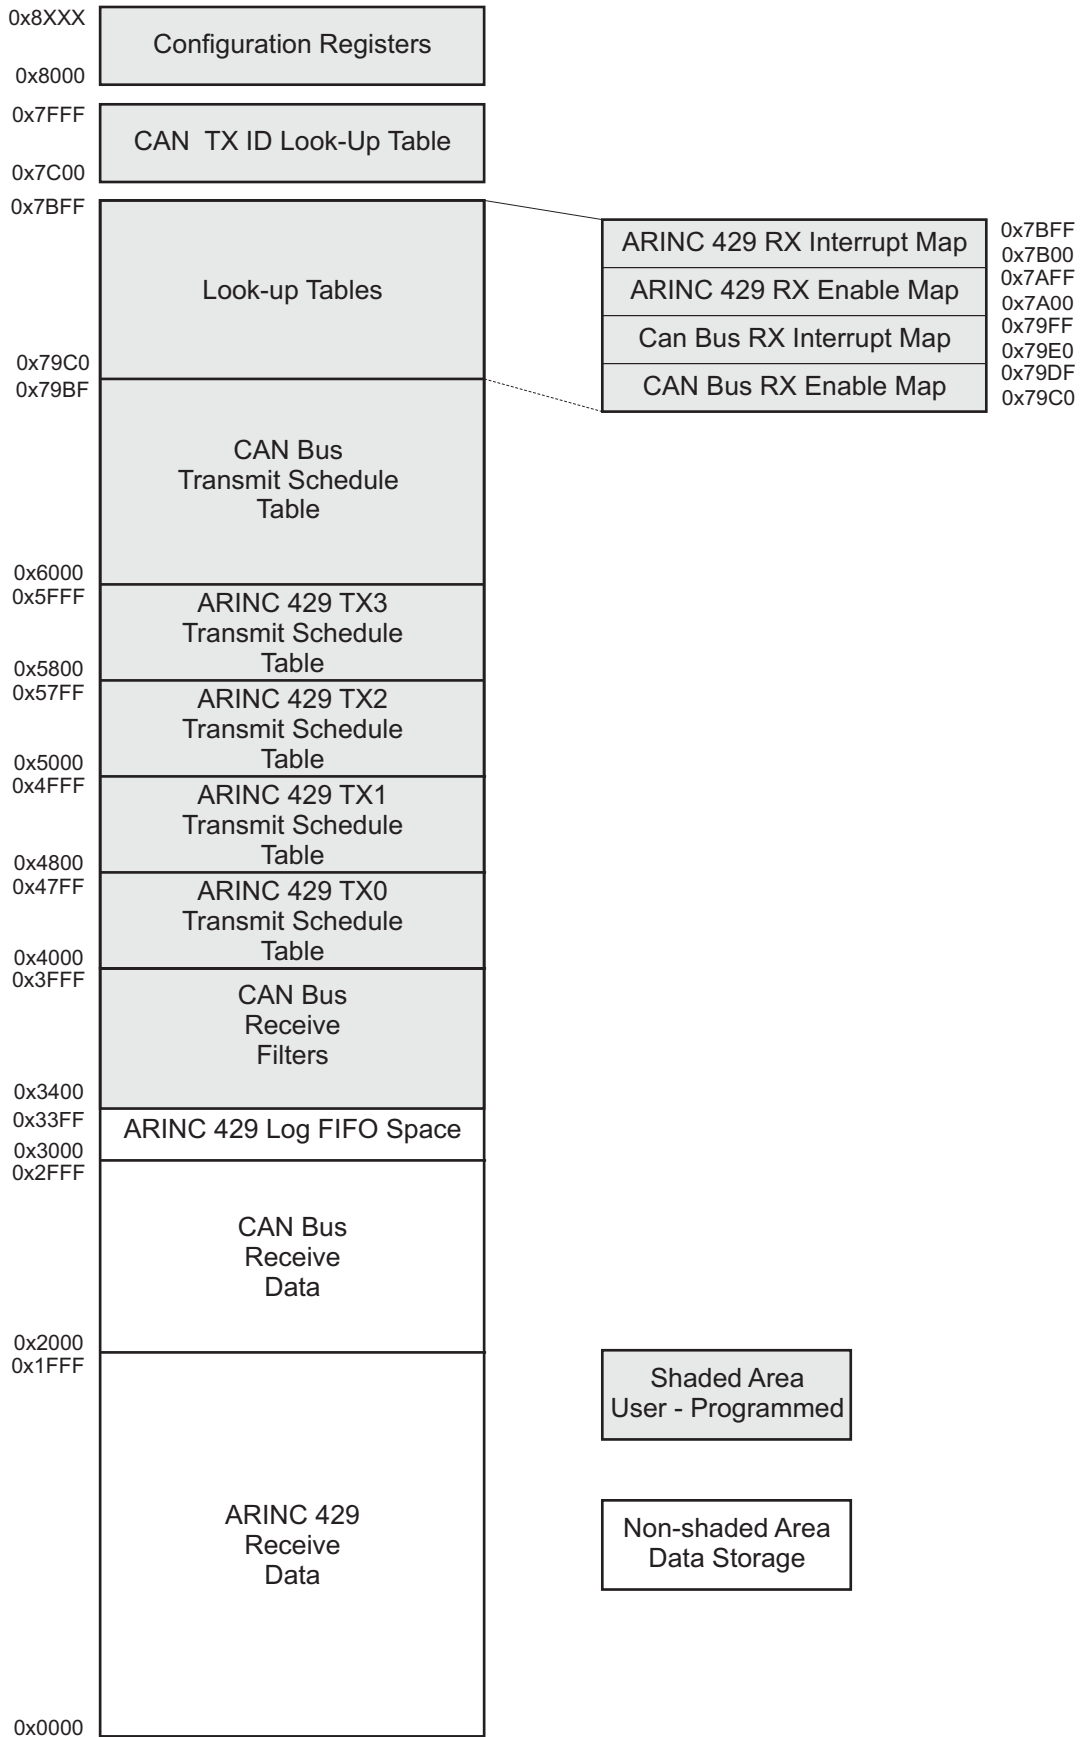 0x8XXX
Configuration Registers
0x8000
0x7FFF
CAN TX ID Look-Up Table
0x7C00
0x7BFF
Look-up Tables
0x79C0
ARINC 429 RX Interrupt Map
0x7BFF
0x7B00
ARINC 429 RX Enable Map
0x7AFF
0x7A00
Can Bus RX Interrupt Map
0x79FF
0x79E0
CAN Bus RX Enable Map
0x79DF
0x79C0
0x79BF
CAN Bus
Transmit Schedule
Table
0x6000
0x5FFF
ARINC 429 TX3
Transmit Schedule
Table
0x5800
0x57FF
ARINC 429 TX2
Transmit Schedule
Table
0x5000
0x4FFF
ARINC 429 TX1
Transmit Schedule
Table
0x4800
0x47FF
ARINC 429 TX0
Transmit Schedule
Table
0x4000
0x3FFF
CAN Bus
Receive
Filters
0x3400
0x33FF
ARINC 429 Log FIFO Space
0x3000
0x2FFF
CAN Bus
Receive
Data
0x2000
0x1FFF
ARINC 429
Receive
Data
0x0000
Shaded Area
User - Programmed
Non-shaded Area
Data Storage